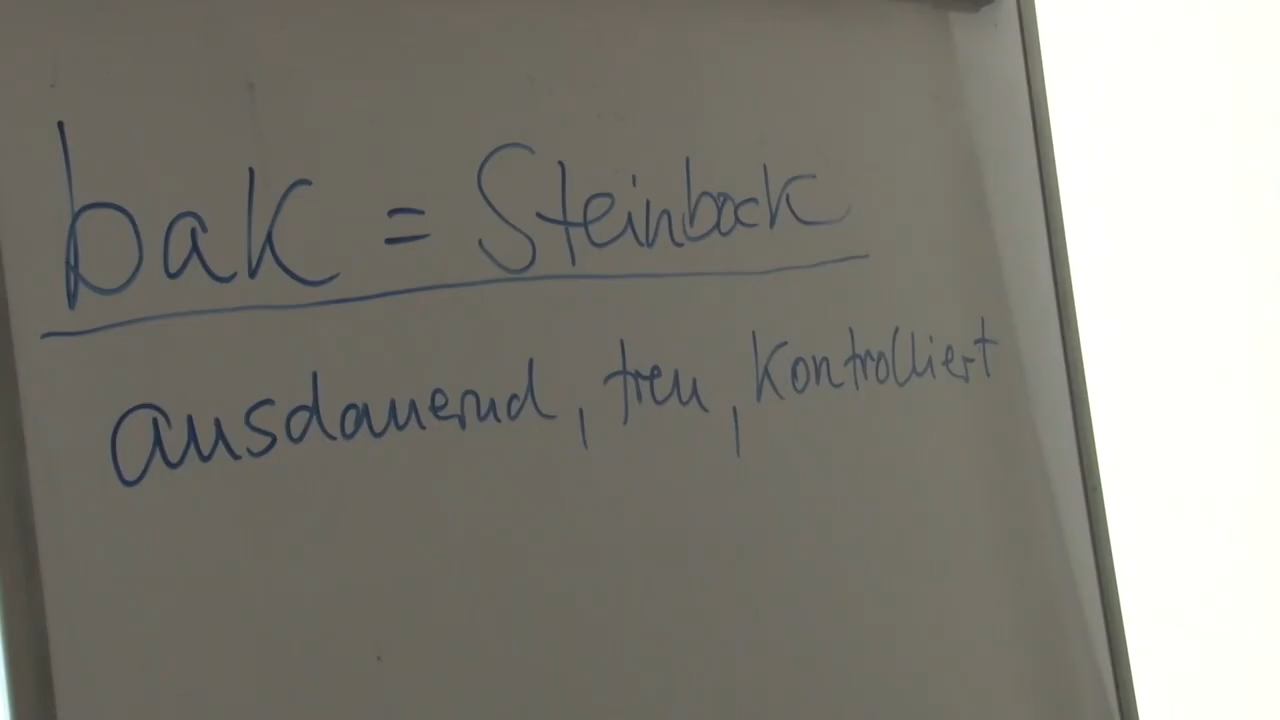 bak = Steinbock
ausdauernd, treu, kontrolliert